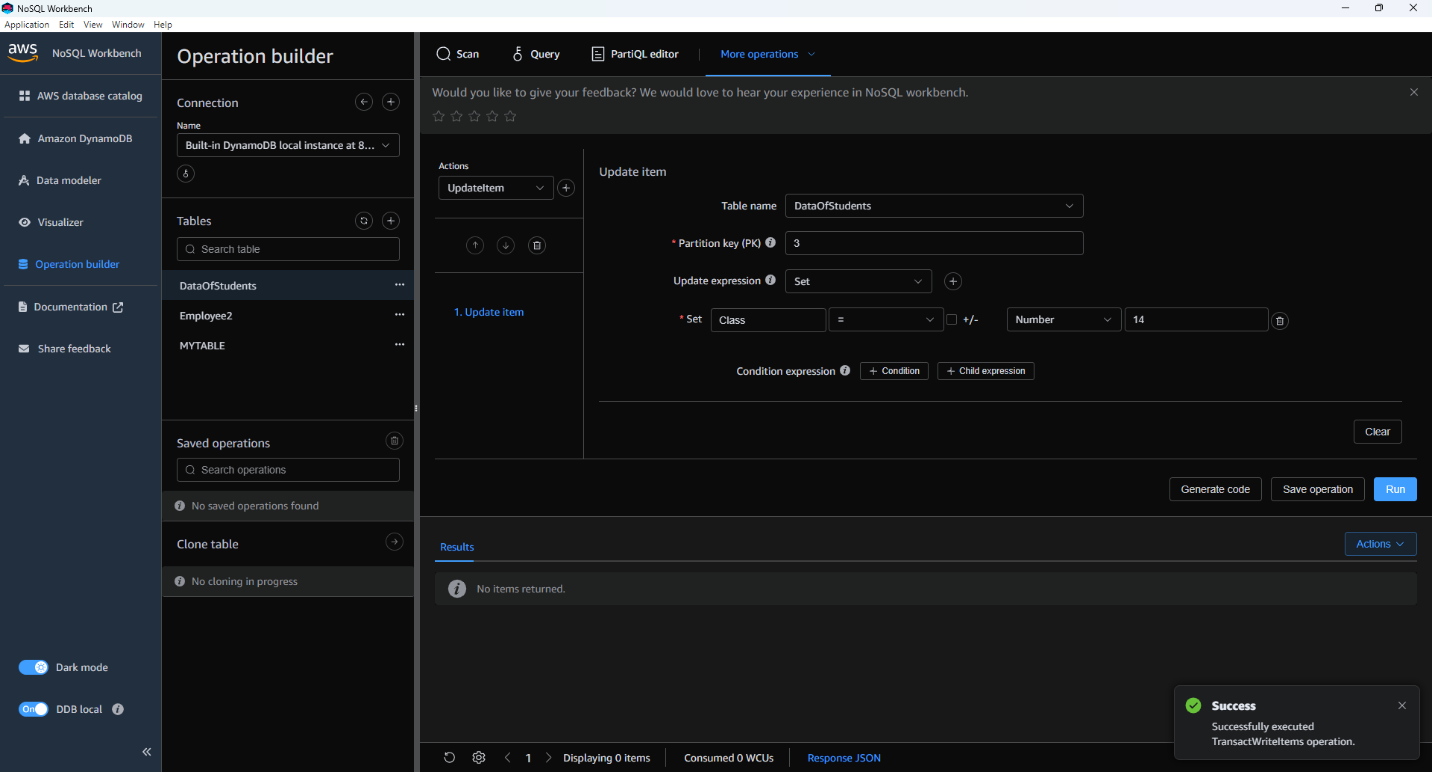 NoSQL Workbench
Application Edit View Window Help
aws NoSQL Workbench
AWS database catalog
Amazon DynamoDB
Data modeler
Visualizer
Operation builder
Documentation
Share feedback
Dark mode
On DDB local
Operation builder
Connection
Name
Built-in DynamoDB local instance at 8...
Tables
Search table
DataOfStudents
Employee2
MYTABLE
Saved operations
Search operations
No saved operations found
Clone table
No cloning in progress
Scan Query PartiQL editor More operations
Would you like to give your feedback? We would love to hear your experience in NoSQL workbench.
Actions
UpdateItem
1. Update item
Update item
Table name DataOfStudents
* Partition key (PK) 3
Update expression Set
* Set Class = +/- Number 14
Condition expression + Condition + Child expression
Clear
Generate code Save operation Run
Results Actions
No items returned.
Success
Successfully executed
TransactWriteItems operation.
1 Displaying 0 items Consumed 0 WCUs Response JSON